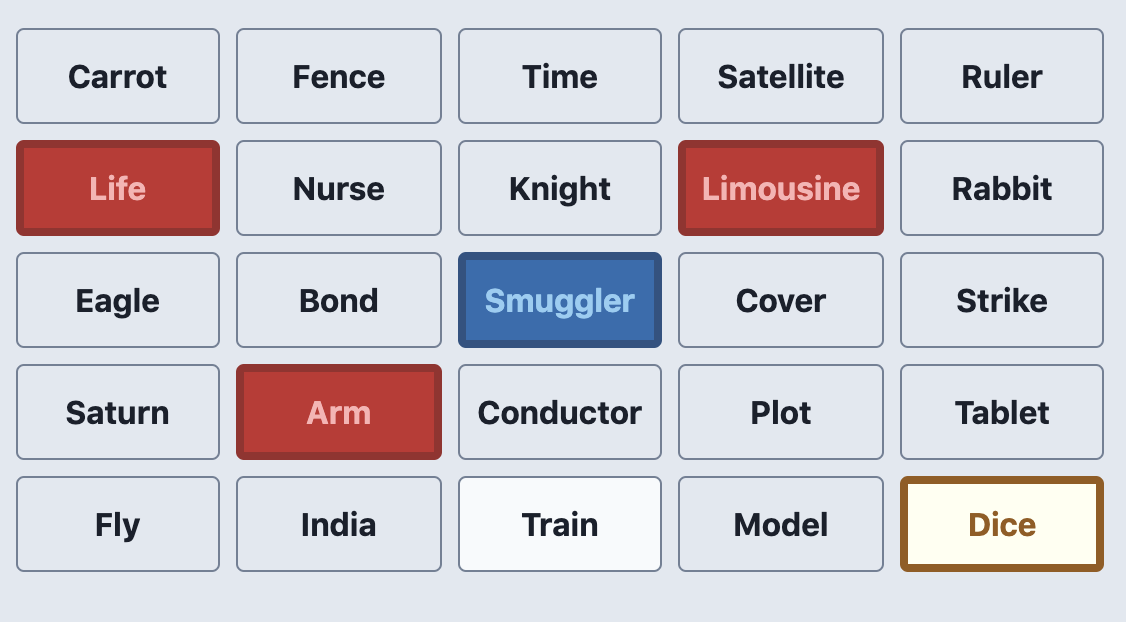 Carrot Fence Time Satellite Ruler
Life Nurse Knight Limousine Rabbit
Eagle Bond Smuggler Cover Strike
Saturn Arm Conductor Plot Tablet
Fly India Train Model Dice